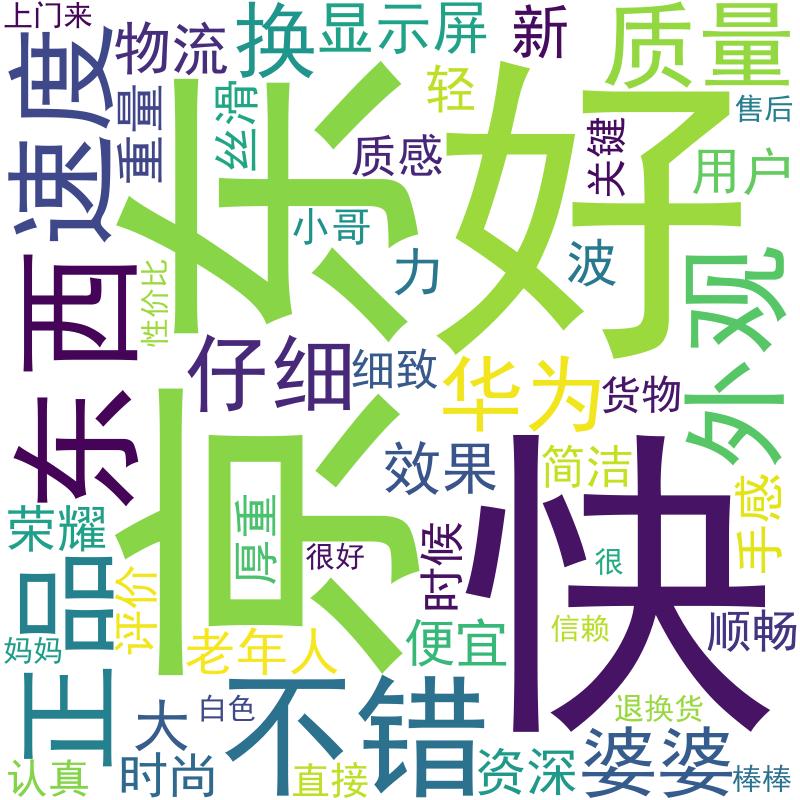 上门来
物流
换
显示屏
新
质量
速度
重量
丝滑
轻
质感
关键
售后
用户
好
京东
小哥
力
波
外观
东西
性价比
仔细
细致
华为
货物
效果
简洁
手感
快
荣耀
厚重
很好
时候
很
正品
评价
妈妈
老年人
便宜
信赖
顺畅
不错
大
白色
退换货
认真
时尚
直接
资深
婆婆
棒棒